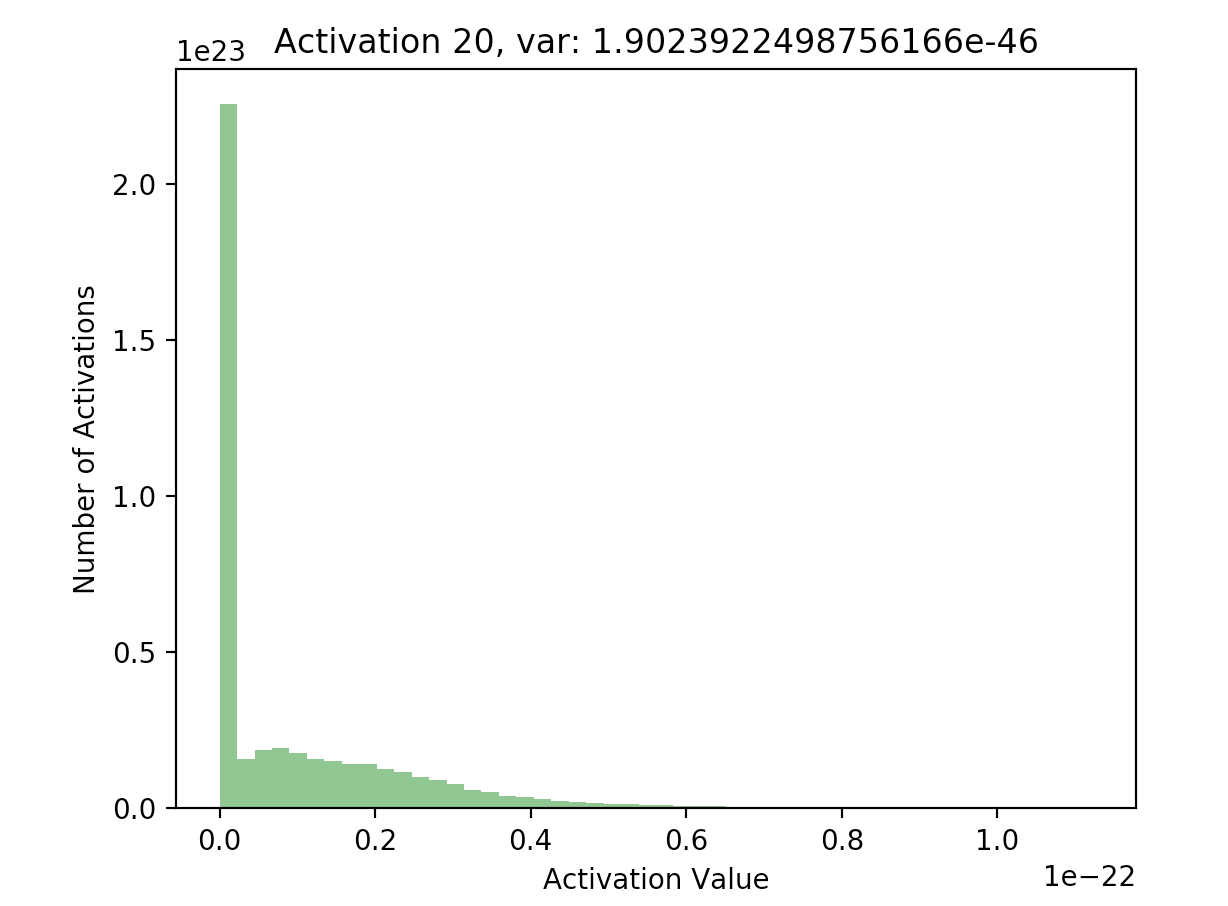 Activation 20, var: 1.9023922498756166e-46
1e23
2.0
1.5
1.0
0.5
0.0
Number of Activations
0.0 0.2 0.4 0.6 0.8 1.0
1e−22
Activation Value